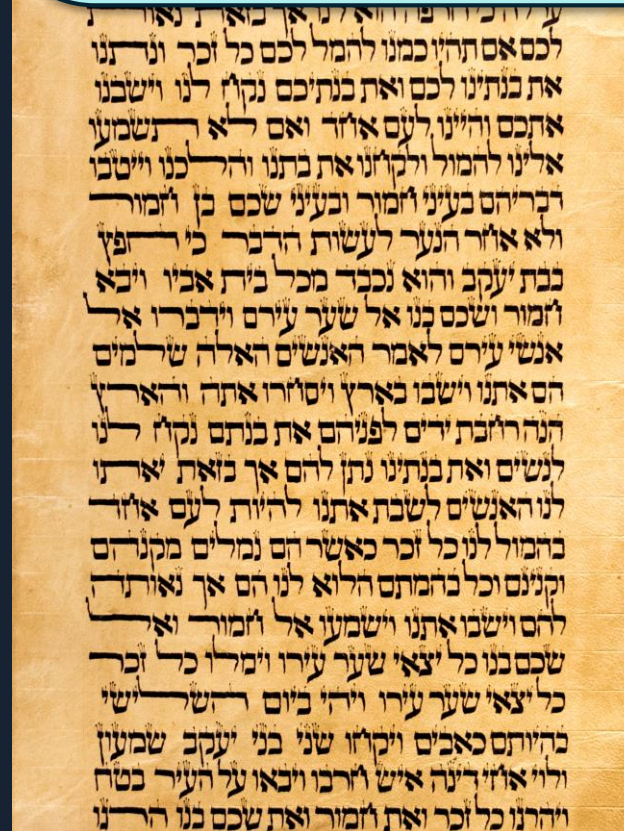 ערלה כי חרפה הוא לנו אך בזאת נאות
לכם אם תהיו כמנו להמל לכם כל זכר ונתנו
את בנתינו לכם ואת בנתיכם נקח לנו וישבנו
אתכם והיינו לעם אחד ואם לא תשמעו
אלינו להמול ולקחנו את בתנו והלכנו וייטבו
דבריהם בעיני חמור ובעיני שכם בן חמור
ולא אחר הנער לעשות הדבר כי חפץ
בבת יעקב והוא נכבד מכל בית אביו ויבא
חמור ושכם בנו אל שער עירם וידברו אל
אנשי עירם לאמר האנשים האלה שלמים
הם אתנו וישבו בארץ ויסחרו אתה והארץ
הנה רחבת ידים לפניהם את בנתם נקח לנו
לנשים ואת בנתינו נתן להם אך בזאת יאתו
לנו האנשים לשבת אתנו להיות לעם אחד
בהמול לנו כל זכר כאשר הם נמלים מקנהם
וקנינם וכל בהמתם הלוא לנו הם אך נאותה
להם וישבו אתנו וישמעו אל חמור ואל
שכם בנו כל יצאי שער עירו וימלו כל זכר
כל יצאי שער עירו ויהי ביום השלישי
בהיותם כאבים ויקחו שני בני יעקב שמעון
ולוי אחי דינה איש חרבו ויבאו על העיר בטח
ויהרגו כל זכר ואת חמור ואת שכם בנו הרגו